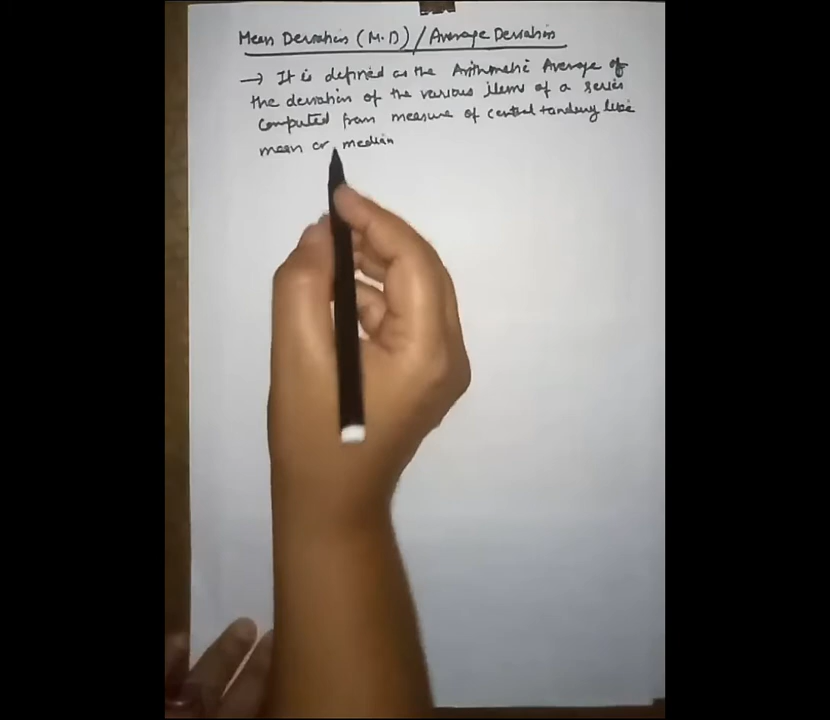 Mean Deviation (M.D) / Average Deviation
→ It is defined as the Arithmetic Average of
the deviation of the various items of a series
computed from measure of central tandency like
mean or median